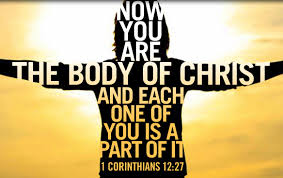 NOW
YOU
ARE
THE BODY OF CHRIST
AND EACH
ONE OF
YOU IS A
PART OF IT
1 CORINTHIANS 12:27